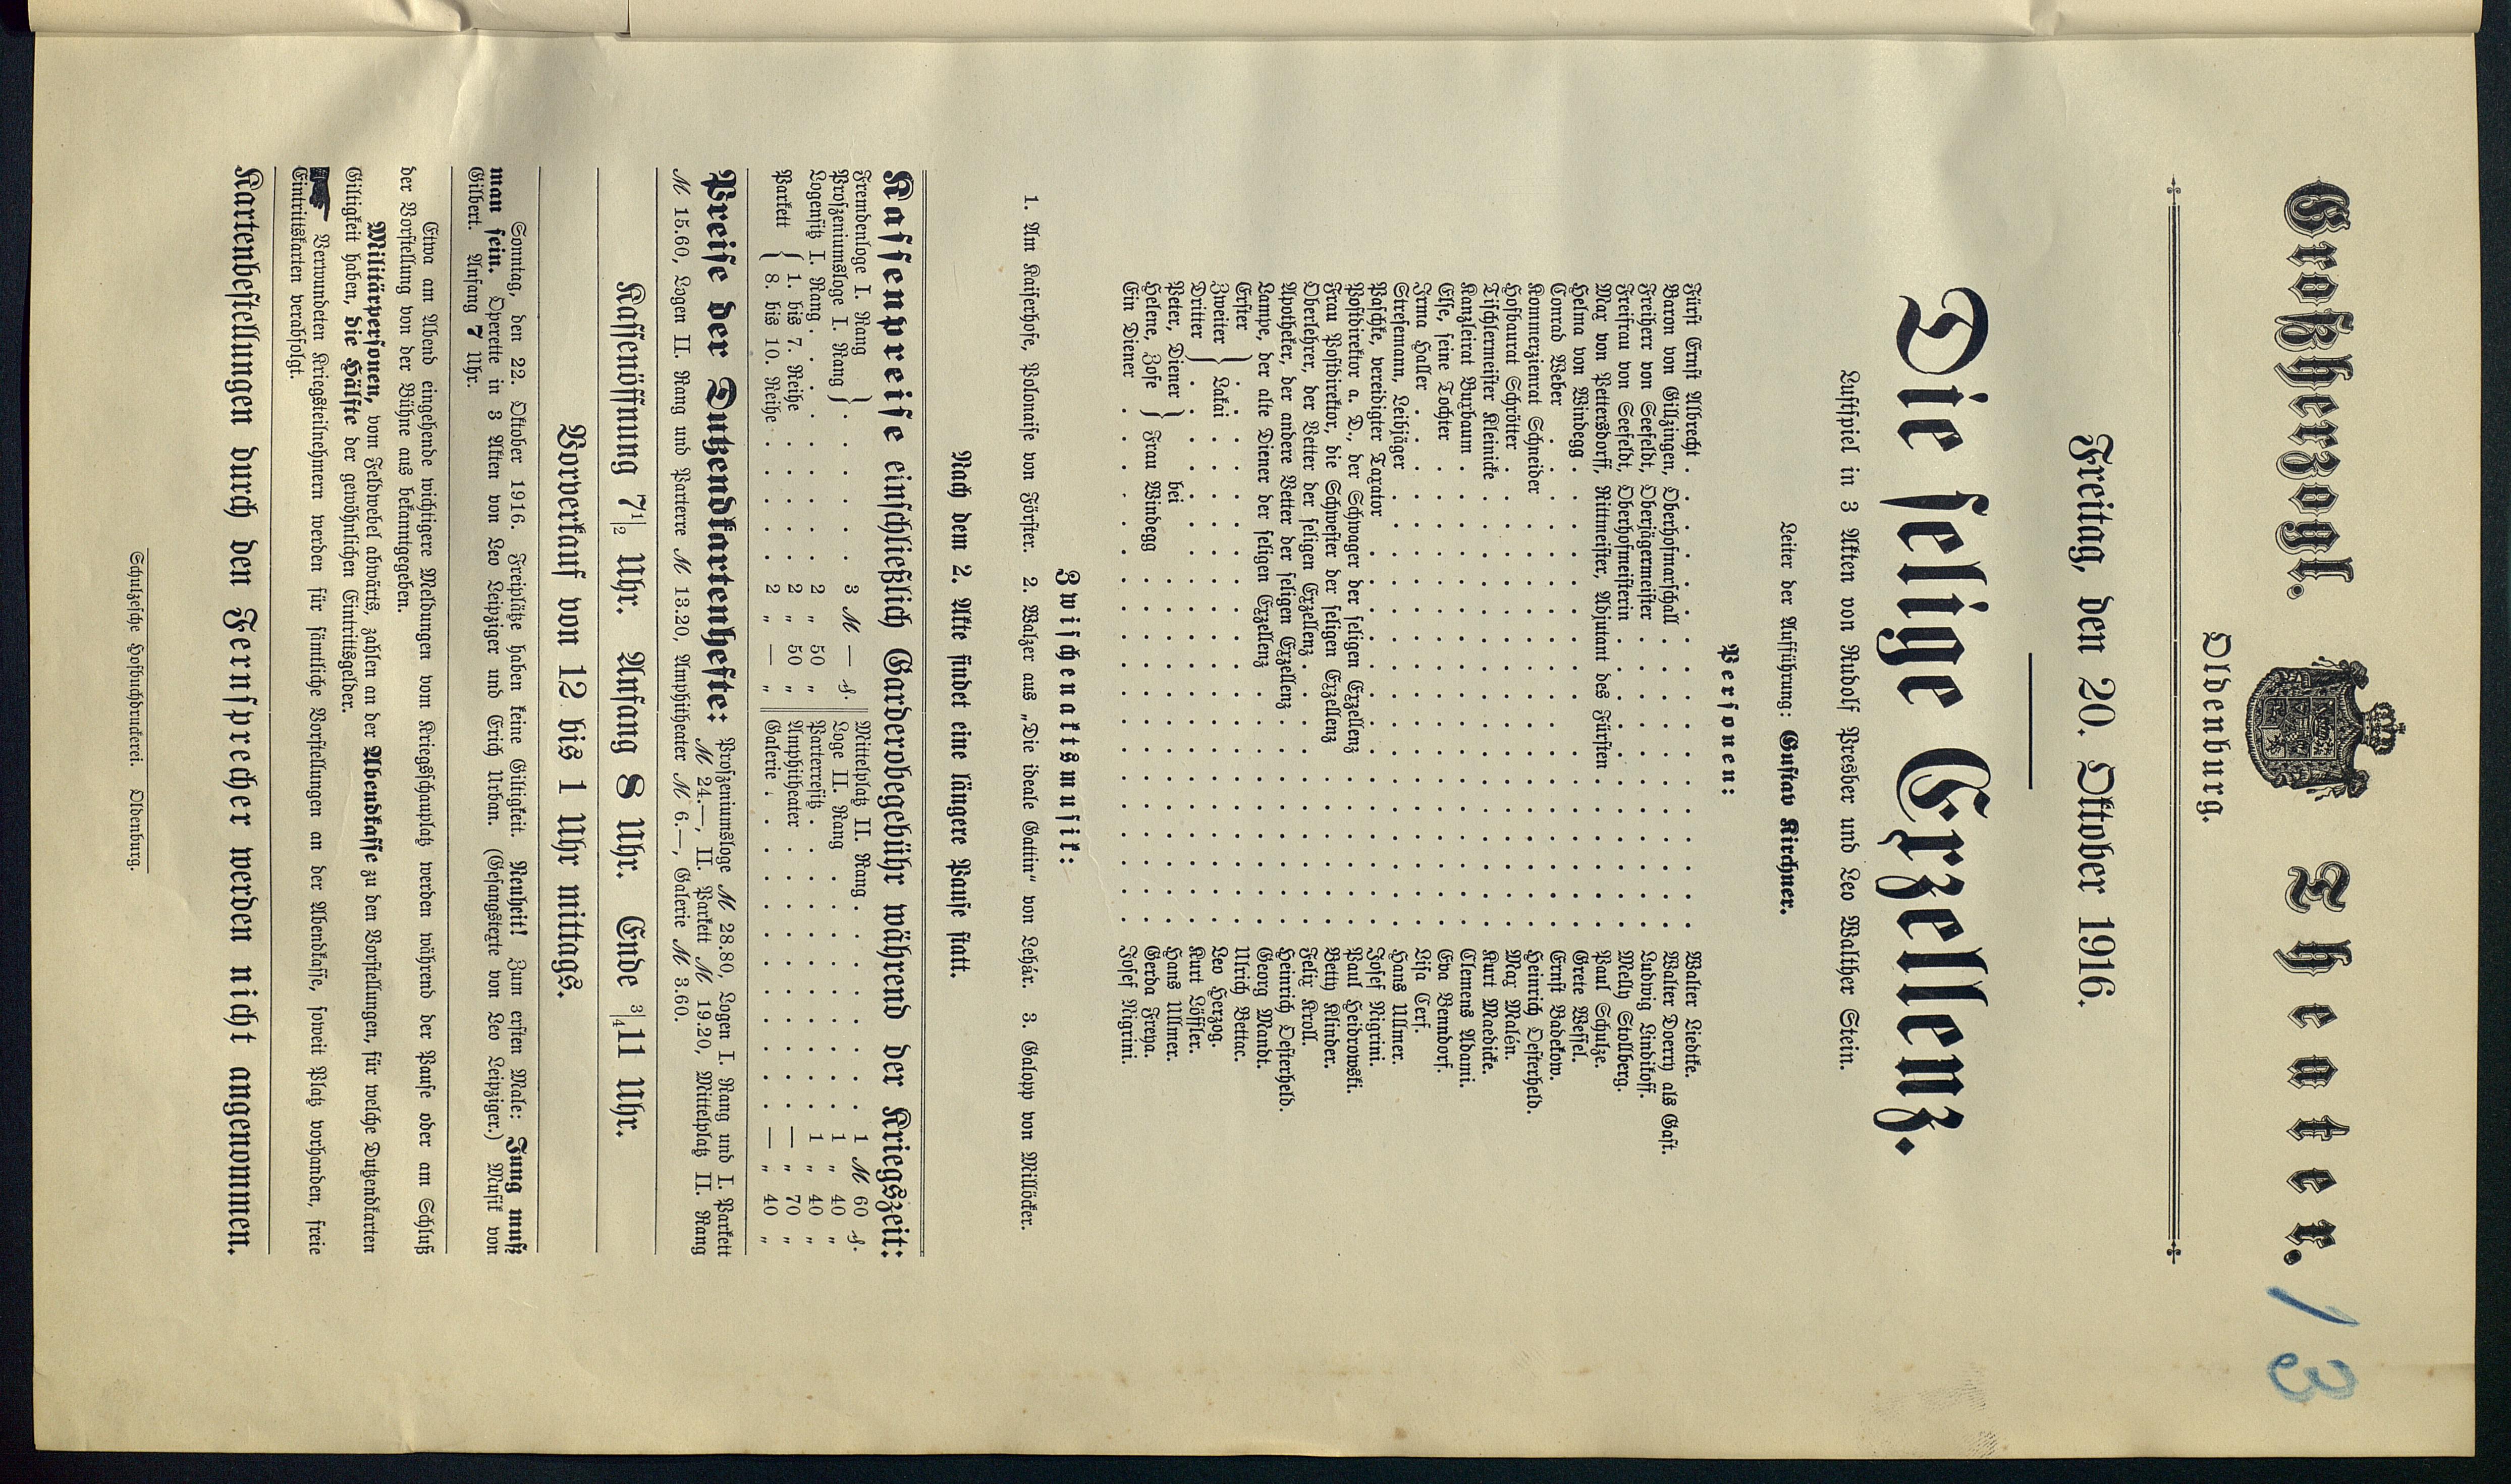 Großherzogl. Theater.
13
Oldenburg.
Freitag, den 20. Oktober 1916.
Die selige Exzellenz.
Lustspiel in 3 Akten von Rudolf Presber und Leo Walther Stein.
Leiter der Aufführung: Gustav Kirchner.
Personen:
Fürst Ernst Albrecht . . . . Walter Liedtke.
Baron von Gillzingen, Oberhofmarschall . . . . Walter Doerry als Gast.
Freiherr von Seefeldt, Oberjägermeister . . . . Ludwig Lindikoff.
Freifrau von Seefeldt, Oberhofmeisterin . . . . Melly Stollberg.
Max von Pettersdorff, Rittmeister, Adjutant des Fürsten . . . . Paul Schulze.
Helma von Windegg . . . . Grete Wessel.
Conrad Weber . . . . Ernst Badekow.
Kommerzienrat Schneider . . . . Heinrich Oesterheld.
Hofbaurat Schrötter . . . . Max Malén.
Tischlermeister Kleinicke . . . . Kurt Maedicke.
Kanzleirat Buxbaum . . . . Clemens Adami.
Else, seine Tochter . . . . Eva Benndorf.
Irma Haller . . . . Lisa Cerf.
Stresemann, Leibjäger . . . . Hans Ullmer.
Paschke, vereidigter Taxator . . . . Josef Nigrini.
Postdirektor a. D., der Schwager der seligen Exzellenz . . . . Paul Heidrowski.
Frau Postdirektor, die Schwester der seligen Exzellenz . . . . Betty Klinder.
Oberlehrer, der Vetter der seligen Exzellenz . . . . Felix Kroll.
Apotheker, der andere Vetter der seligen Exzellenz . . . . Heinrich Oesterheld.
Lampe, der alte Diener der seligen Exzellenz . . . . Georg Mandt.
Erster . . . . Ulrich Bettac.
Zweiter } Lakai . . . . Leo Herzog.
Dritter . . . . Kurt Löffler.
Peter, Diener } bei . . . . Hans Ullmer.
Helene, Zofe } Frau Windegg . . . . Gerda Freya.
Ein Diener . . . . Josef Nigrini.
Zwischenaktsmusik:
1. Am Kaiserhofe, Polonaise von Förster. 2. Walzer aus „Die ideale Gattin“ von Lehár. 3. Galopp von Millöcker.
Nach dem 2. Akte findet eine längere Pause statt.
Kassenpreise einschließlich Garderobegebühr während der Kriegszeit:
Fremdenloge I. Rang } . . . . 3 M — ₰. Mittelplatz II. Rang . . . . 1 M 60 ₰.
Proszeniumsloge I. Rang Loge II. Rang . . . . 1 „ 40 „
Logensitz I. Rang . . . . 2 „ 50 „ Parterresitz . . . . 1 „ 40 „
Parkett { 1. bis 7. Reihe . . . . 2 „ 50 „ Amphitheater . . . . — „ 70 „
8. bis 10. Reihe . . . . 2 „ — „ Galerie . . . . — „ 40 „
Preise der Dutzendkartenhefte: Proszeniumsloge M 28.80, Logen I. Rang und I. Parkett
M 24.—, II. Parkett M 19.20, Mittelplatz II. Rang
M 15.60, Logen II. Rang und Parterre M 13.20, Amphitheater M 6.—, Galerie M 3.60.
Kassenöffnung 7½ Uhr. Anfang 8 Uhr. Ende ¾11 Uhr.
Vorverkauf von 12 bis 1 Uhr mittags.
Sonntag, den 22. Oktober 1916. Freiplätze haben keine Giltigkeit. Neuheit! Zum ersten Male: Jung muß
man sein. Operette in 3 Akten von Leo Leipziger und Erich Urban. (Gesangstexte von Leo Leipziger.) Musik von
Gilbert. Anfang 7 Uhr.
Etwa am Abend eingehende wichtigere Meldungen vom Kriegsschauplatz werden während der Pause oder am Schluß
der Vorstellung von der Bühne aus bekanntgegeben.
Militärpersonen, vom Feldwebel abwärts, zahlen an der Abendkasse zu den Vorstellungen, für welche Dutzendkarten
Giltigkeit haben, die Hälfte der gewöhnlichen Eintrittsgelder.
☛ Verwundeten Kriegsteilnehmern werden für sämtliche Vorstellungen an der Abendkasse, soweit Platz vorhanden, freie
Eintrittskarten verabfolgt.
Kartenbestellungen durch den Fernsprecher werden nicht angenommen.
Schulzesche Hofbuchdruckerei. Oldenburg.